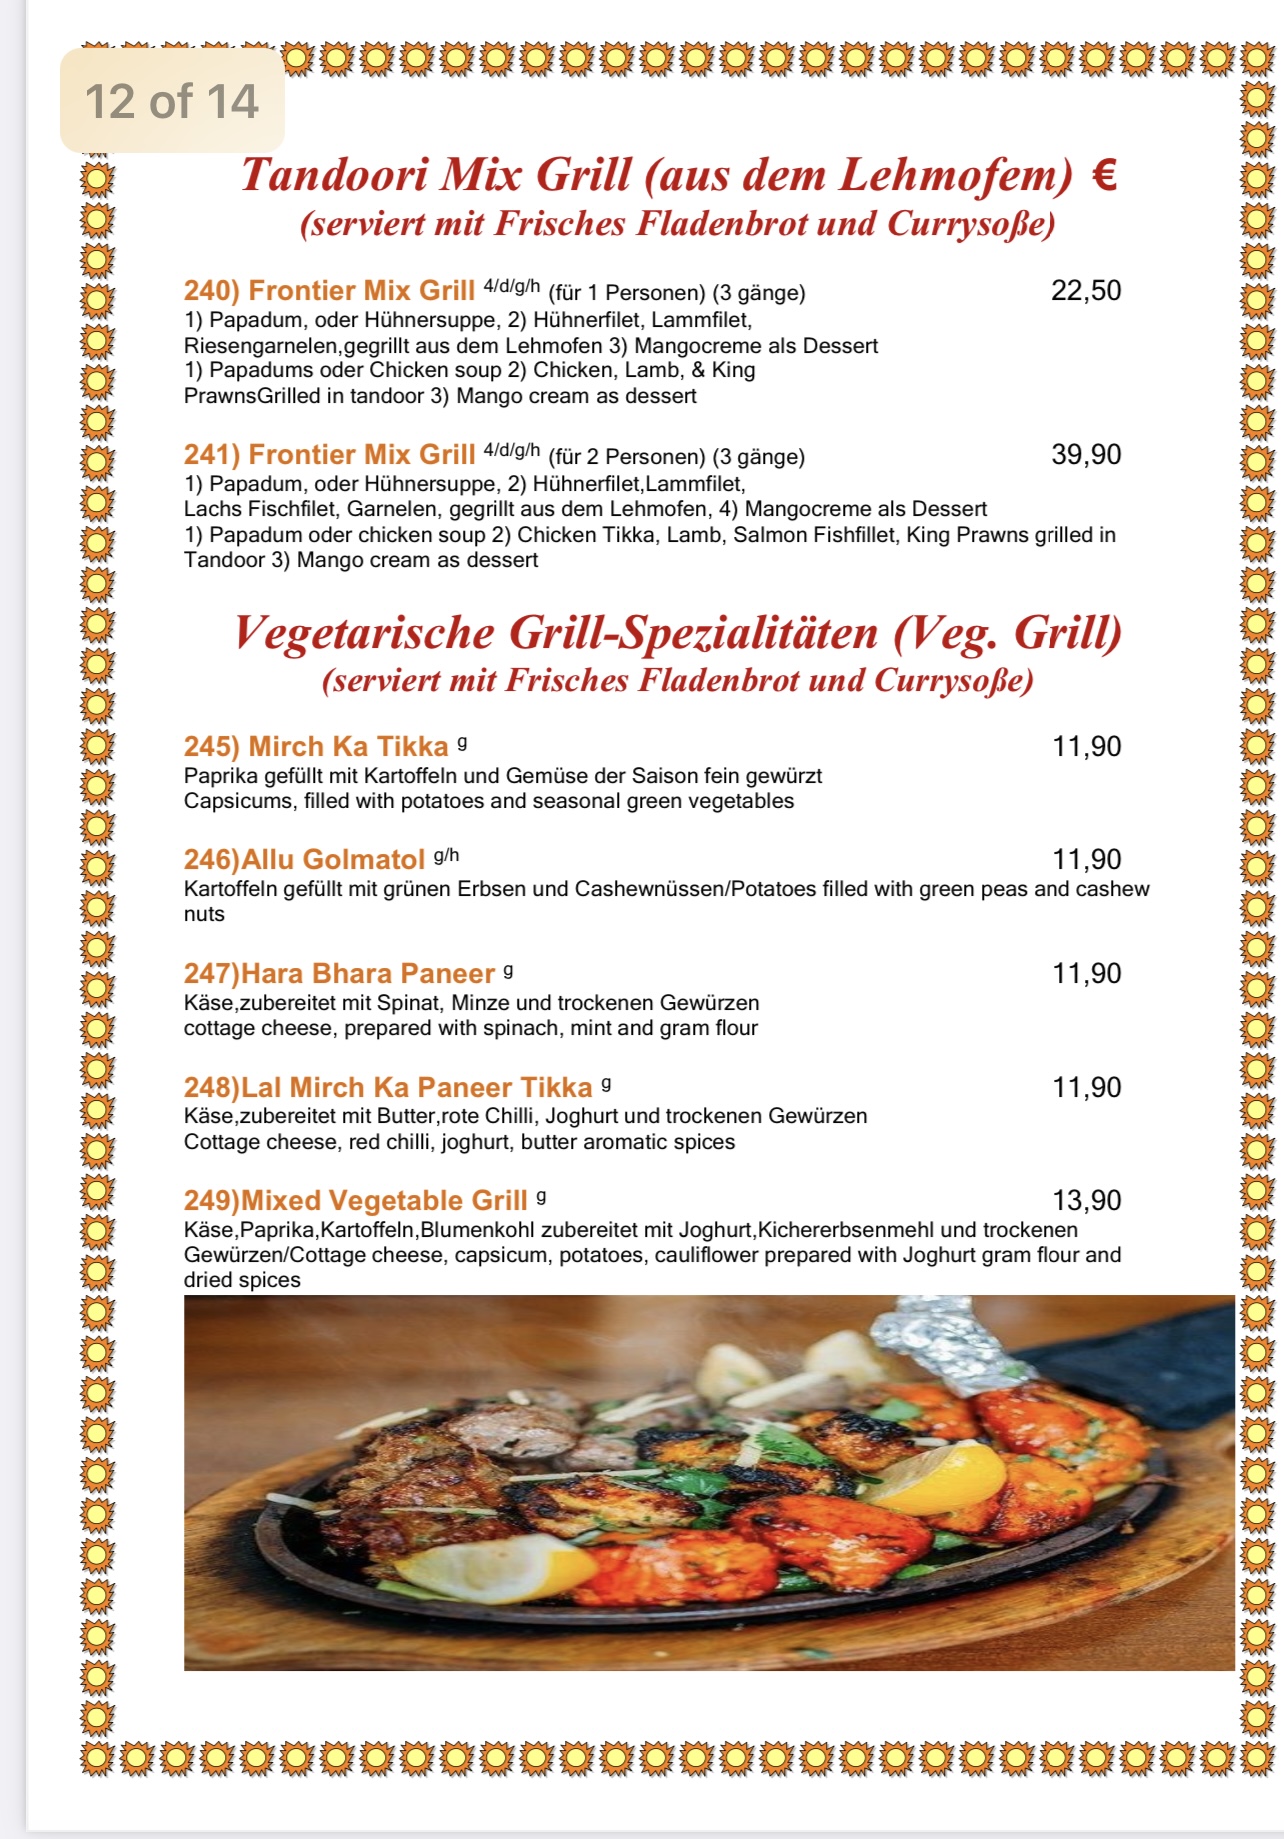 12 of 14
Tandoori Mix Grill (aus dem Lehmofem) €
(serviert mit Frisches Fladenbrot und Currysoße)
240) Frontier Mix Grill 4/d/g/h (für 1 Personen) (3 gänge) 22,50
1) Papadum, oder Hühnersuppe, 2) Hühnerfilet, Lammfilet,
Riesengarnelen,gegrillt aus dem Lehmofen 3) Mangocreme als Dessert
1) Papadums oder Chicken soup 2) Chicken, Lamb, & King
PrawnsGrilled in tandoor 3) Mango cream as dessert
241) Frontier Mix Grill 4/d/g/h (für 2 Personen) (3 gänge) 39,90
1) Papadum, oder Hühnersuppe, 2) Hühnerfilet,Lammfilet,
Lachs Fischfilet, Garnelen, gegrillt aus dem Lehmofen, 4) Mangocreme als Dessert
1) Papadum oder chicken soup 2) Chicken Tikka, Lamb, Salmon Fishfillet, King Prawns grilled in
Tandoor 3) Mango cream as dessert
Vegetarische Grill-Spezialitäten (Veg. Grill)
(serviert mit Frisches Fladenbrot und Currysoße)
245) Mirch Ka Tikka g 11,90
Paprika gefüllt mit Kartoffeln und Gemüse der Saison fein gewürzt
Capsicums, filled with potatoes and seasonal green vegetables
246)Allu Golmatol g/h 11,90
Kartoffeln gefüllt mit grünen Erbsen und Cashewnüssen/Potatoes filled with green peas and cashew
nuts
247)Hara Bhara Paneer g 11,90
Käse,zubereitet mit Spinat, Minze und trockenen Gewürzen
cottage cheese, prepared with spinach, mint and gram flour
248)Lal Mirch Ka Paneer Tikka g 11,90
Käse,zubereitet mit Butter,rote Chilli, Joghurt und trockenen Gewürzen
Cottage cheese, red chilli, joghurt, butter aromatic spices
249)Mixed Vegetable Grill g 13,90
Käse,Paprika,Kartoffeln,Blumenkohl zubereitet mit Joghurt,Kichererbsenmehl und trockenen
Gewürzen/Cottage cheese, capsicum, potatoes, cauliflower prepared with Joghurt gram flour and
dried spices